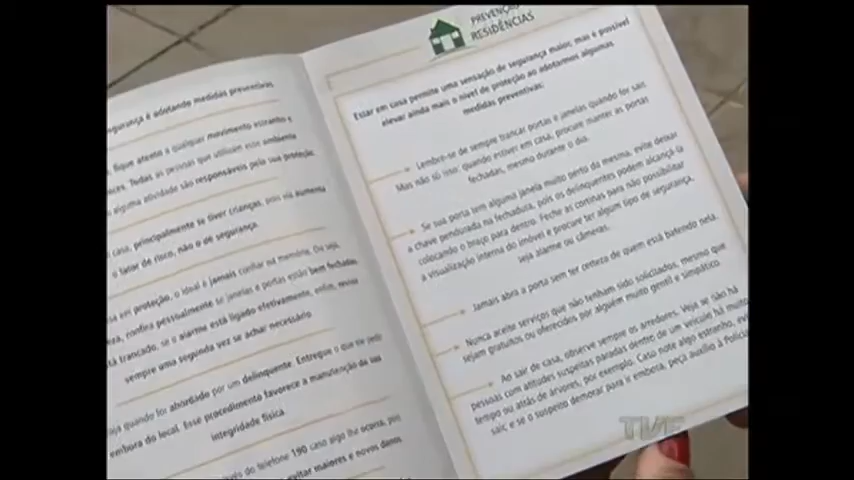 segurança é adotando medidas preventivas
fique atento a qualquer movimento estranho e
Todas as pessoas que utilizam esse ambiente
alguma atividade são responsáveis pela sua proteção.
casa, principalmente se tiver crianças, pois irá aumentar
o fator de risco, não o de segurança.
em proteção, o ideal é jamais confiar na memória. Ou seja,
confira pessoalmente se janelas e portas estão bem fechadas,
trancado, se o alarme está ligado efetivamente, enfim, revise
sempre uma segunda vez se achar necessário.
quando for abordado por um delinquente. Entregue o que ele pedir
embora do local. Esse procedimento favorece a manutenção da sua
integridade física.
do telefone 190 caso algo lhe ocorra, pois
evitar maiores e novos danos
PREVENÇÃO
RESIDÊNCIAS
Estar em casa permite uma sensação de segurança maior, mas é possível
elevar ainda mais o nível de proteção ao adotarmos algumas
medidas preventivas:
Lembre-se de sempre trancar portas e janelas quando for sair.
Mas não só isso: quando estiver em casa, procure manter as portas
fechadas, mesmo durante o dia.
Se sua porta tem alguma janela muito perto da mesma, evite deixar
a chave pendurada na fechadura, pois os delinquentes podem alcançá-la
colocando o braço para dentro. Feche as cortinas para não possibilitar
a visualização interna do imóvel e procure ter algum tipo de segurança,
seja alarme ou câmeras.
Jamais abra a porta sem ter certeza de quem está batendo nela.
Nunca aceite serviços que não tenham sido solicitados, mesmo que
sejam gratuitos ou oferecidos por alguém muito gentil e simpático.
Ao sair de casa, observe sempre os arredores. Veja se não há
pessoas com atitudes suspeitas paradas dentro de um veículo há muito
tempo ou atrás de árvores, por exemplo. Caso note algo estranho,
sair, e se o suspeito demorar para ir embora, peça auxílio à Polícia